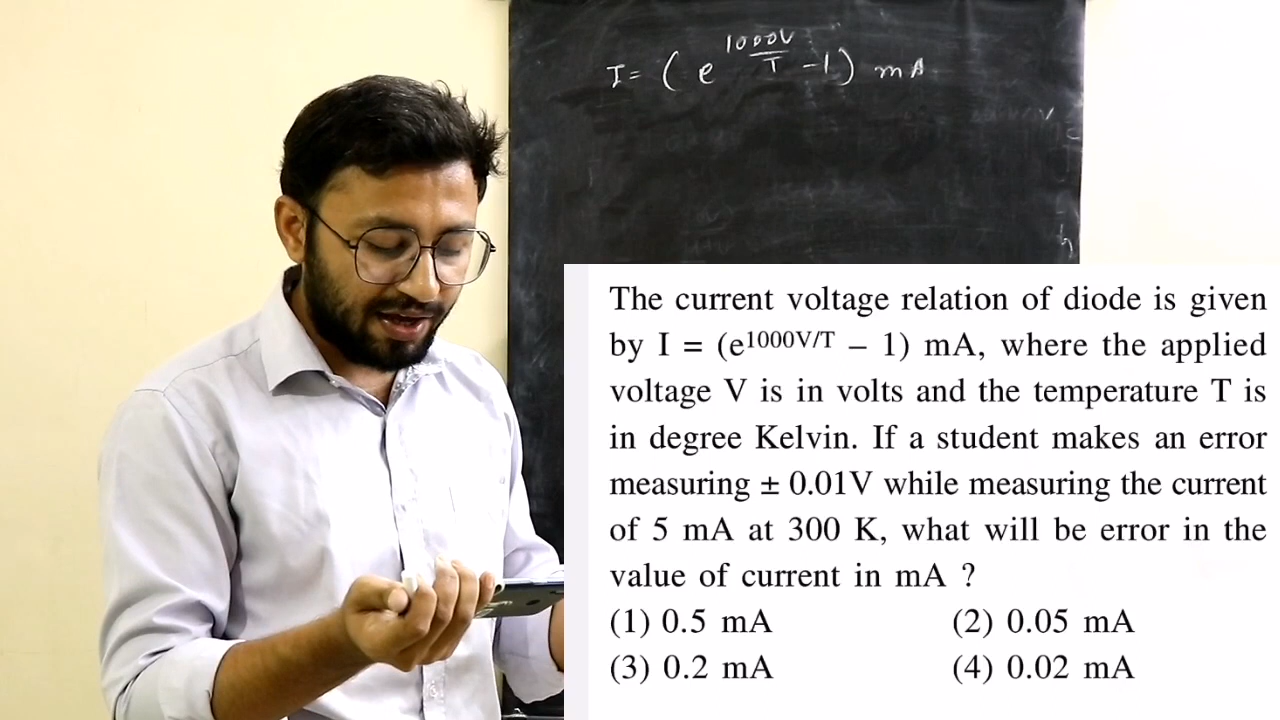 I = ( e^1000V/T - 1 ) mA
The current voltage relation of diode is given
by I = (e^1000V/T – 1) mA, where the applied
voltage V is in volts and the temperature T is
in degree Kelvin. If a student makes an error
measuring ± 0.01V while measuring the current
of 5 mA at 300 K, what will be error in the
value of current in mA ?
(1) 0.5 mA (2) 0.05 mA
(3) 0.2 mA (4) 0.02 mA